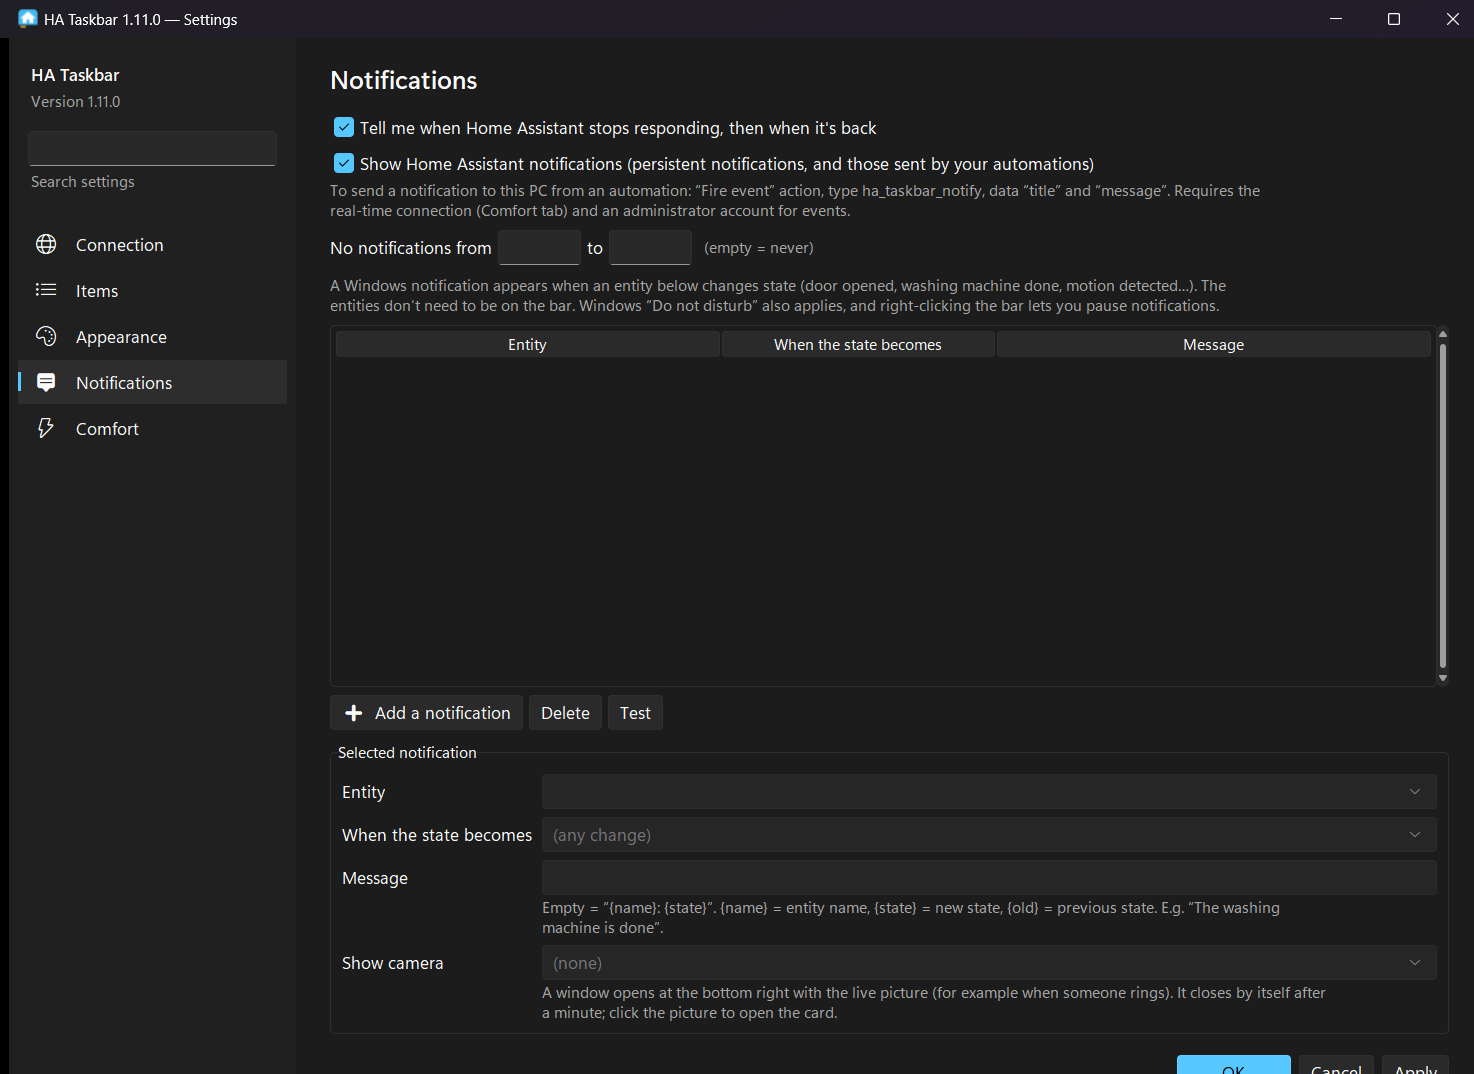 HA Taskbar 1.11.0 — Settings
HA Taskbar
Version 1.11.0
Search settings
Connection
Items
Appearance
Notifications
Comfort
Notifications
Tell me when Home Assistant stops responding, then when it's back
Show Home Assistant notifications (persistent notifications, and those sent by your automations)
To send a notification to this PC from an automation: “Fire event” action, type ha_taskbar_notify, data “title” and “message”. Requires the
real-time connection (Comfort tab) and an administrator account for events.
No notifications from to (empty = never)
A Windows notification appears when an entity below changes state (door opened, washing machine done, motion detected…). The
entities don't need to be on the bar. Windows “Do not disturb” also applies, and right-clicking the bar lets you pause notifications.
Entity When the state becomes Message
Add a notification Delete Test
Selected notification
Entity
When the state becomes (any change)
Message
Empty = “{name}: {state}”. {name} = entity name, {state} = new state, {old} = previous state. E.g. “The washing
machine is done”.
Show camera (none)
A window opens at the bottom right with the live picture (for example when someone rings). It closes by itself after
a minute; click the picture to open the card.
OK Cancel Apply